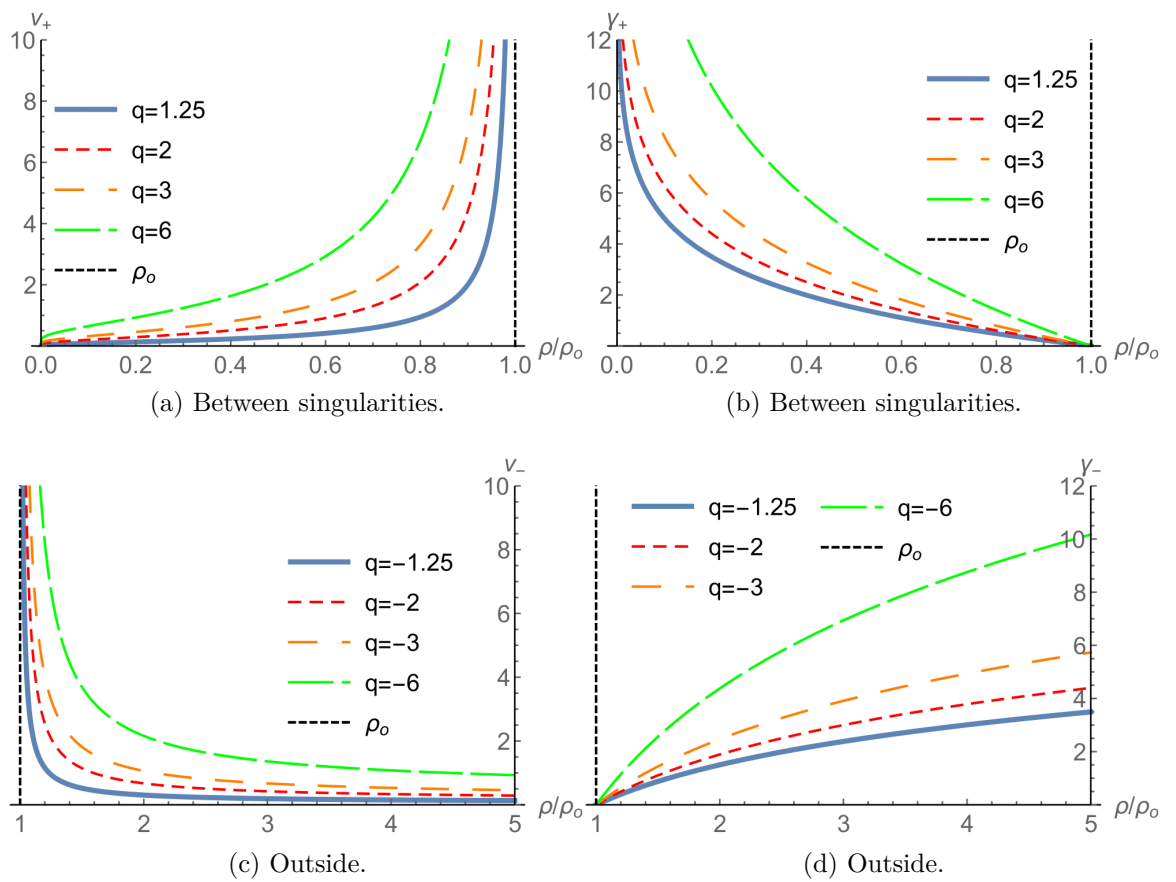 v₊
10
8
6
4
2
q=1.25
q=2
q=3
q=6
ρₒ
0.0 0.2 0.4 0.6 0.8 1.0 ρ/ρₒ
(a) Between singularities.
γ₊
12
10
8
6
4
2
q=1.25
q=2
q=3
q=6
ρₒ
0.0 0.2 0.4 0.6 0.8 1.0 ρ/ρₒ
(b) Between singularities.
v₋
10
8
6
4
2
q=−1.25
q=−2
q=−3
q=−6
ρₒ
1 2 3 4 5 ρ/ρₒ
(c) Outside.
γ₋
12
10
8
6
4
2
q=−1.25 q=−6
q=−2 ρₒ
q=−3
1 2 3 4 5 ρ/ρₒ
(d) Outside.